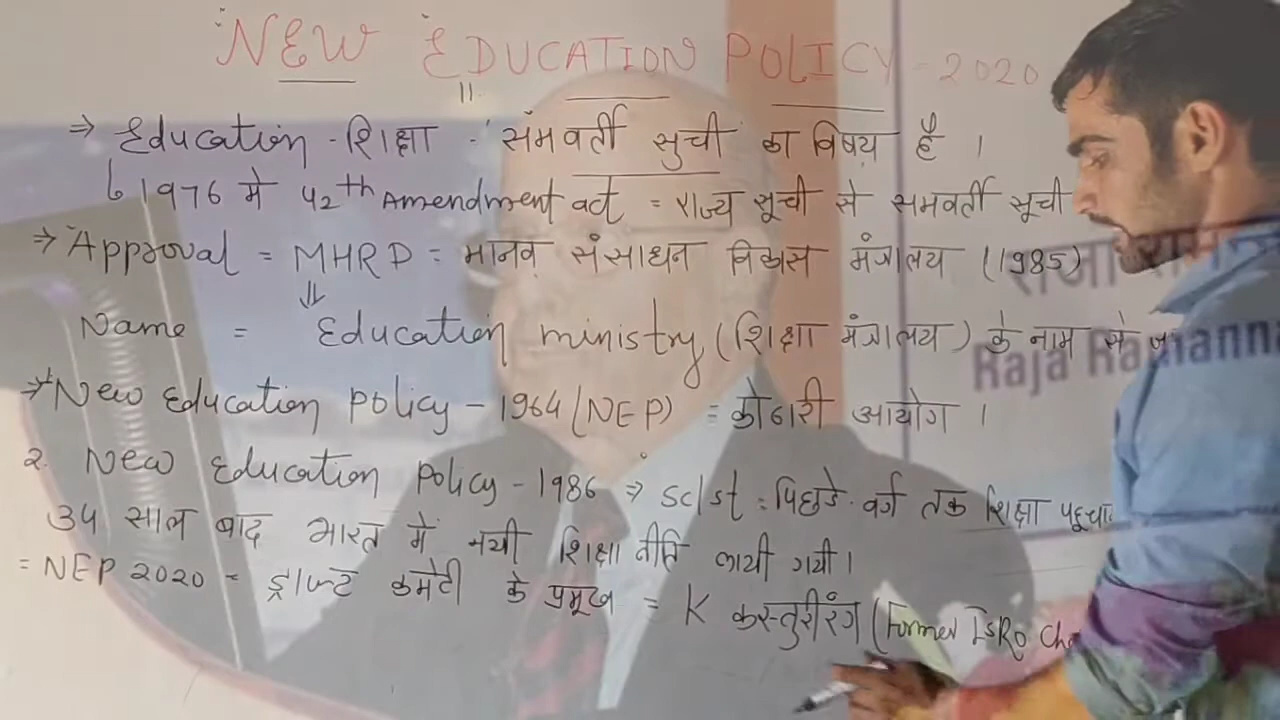 NEW EDUCATION POLICY - 2020
⇒ Education - शिक्षा - संमवर्ती सुची का विषय है ।
↳ 1976 मे 42th Amendment act = राज्य सूची से समवर्ती सूची
⇒ Approval = MHRD = मानव संसाधन विकास मंत्रालय (1985)
⇓
Name = Education ministry (शिक्षा मंत्रालय) के नाम से
राजा
Raja Ramanna
⇒ New Education Policy - 1964 (NEP) = कोठारी आयोग ।
2. New Education Policy - 1986 ⇒ Sc/st = पिछडे वर्ग तक शिक्षा
34 साल बाद भारत मे नयी शिक्षा नीति लायी गयी ।
= NEP 2020 - ड्राफ्ट कमेटी के प्रमूख = K कस्तुरीरंग (Former ISRO